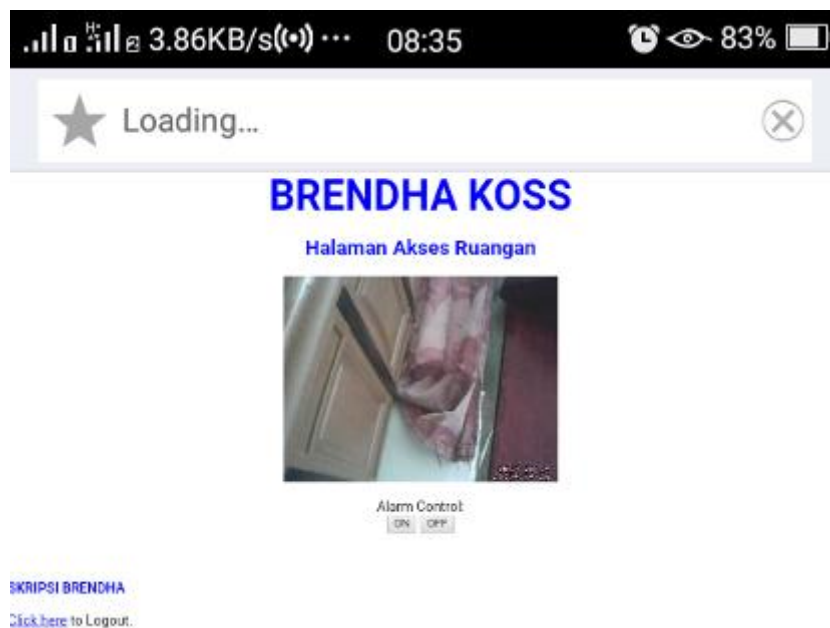 3.86KB/s ... 08:35 83%
Loading...
BRENDHA KOSS
Halaman Akses Ruangan
Alarm Control:
ON OFF
SKRIPSI BRENDHA
Click here to Logout.